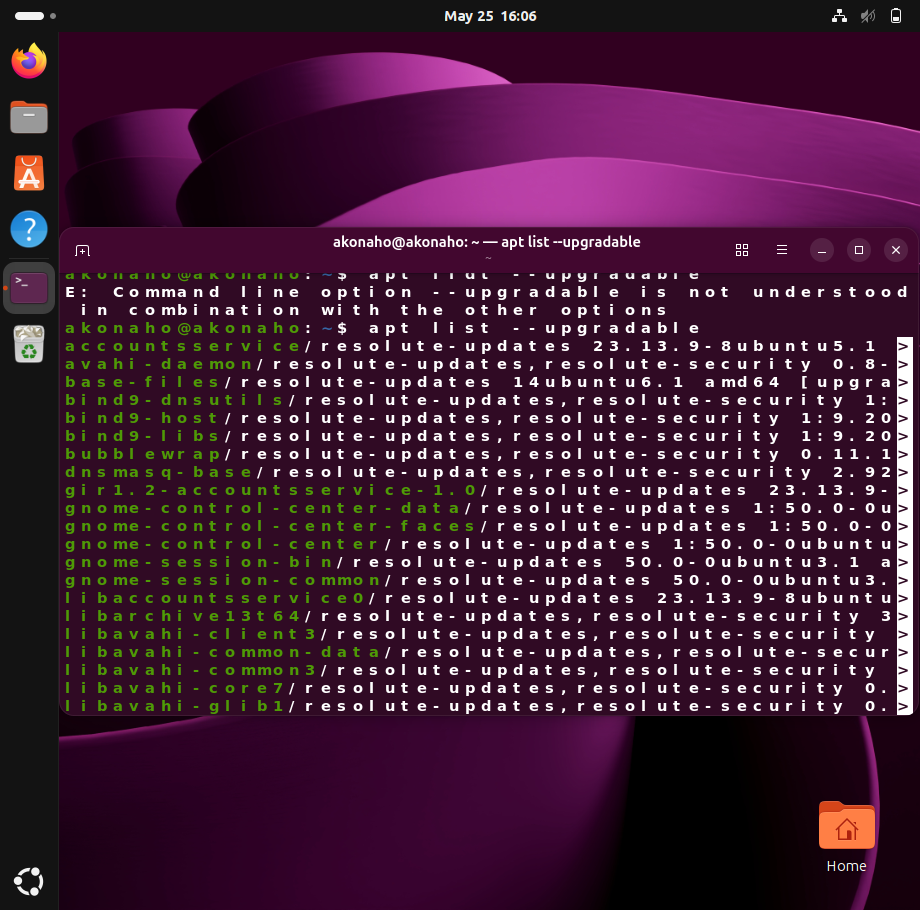 May 25 16:06
akonaho@akonaho: ~ — apt list --upgradable
~
akonaho@akonaho:~$ apt lidt --upgradable
E: Command line option --upgradable is not understood
in combination with the other options
akonaho@akonaho:~$ apt list --upgradable
accountsservice/resolute-updates 23.13.9-8ubuntu5.1 >
avahi-daemon/resolute-updates,resolute-security 0.8->
base-files/resolute-updates 14ubuntu6.1 amd64 [upgra>
bind9-dnsutils/resolute-updates,resolute-security 1:>
bind9-host/resolute-updates,resolute-security 1:9.20>
bind9-libs/resolute-updates,resolute-security 1:9.20>
bubblewrap/resolute-updates,resolute-security 0.11.1>
dnsmasq-base/resolute-updates,resolute-security 2.92>
gir1.2-accountsservice-1.0/resolute-updates 23.13.9->
gnome-control-center-data/resolute-updates 1:50.0-0u>
gnome-control-center-faces/resolute-updates 1:50.0-0>
gnome-control-center/resolute-updates 1:50.0-0ubuntu>
gnome-session-bin/resolute-updates 50.0-0ubuntu3.1 a>
gnome-session-common/resolute-updates 50.0-0ubuntu3.>
libaccountsservice0/resolute-updates 23.13.9-8ubuntu>
libarchive13t64/resolute-updates,resolute-security 3>
libavahi-client3/resolute-updates,resolute-security >
libavahi-common-data/resolute-updates,resolute-secur>
libavahi-common3/resolute-updates,resolute-security >
libavahi-core7/resolute-updates,resolute-security 0.>
libavahi-glib1/resolute-updates,resolute-security 0.>
Home